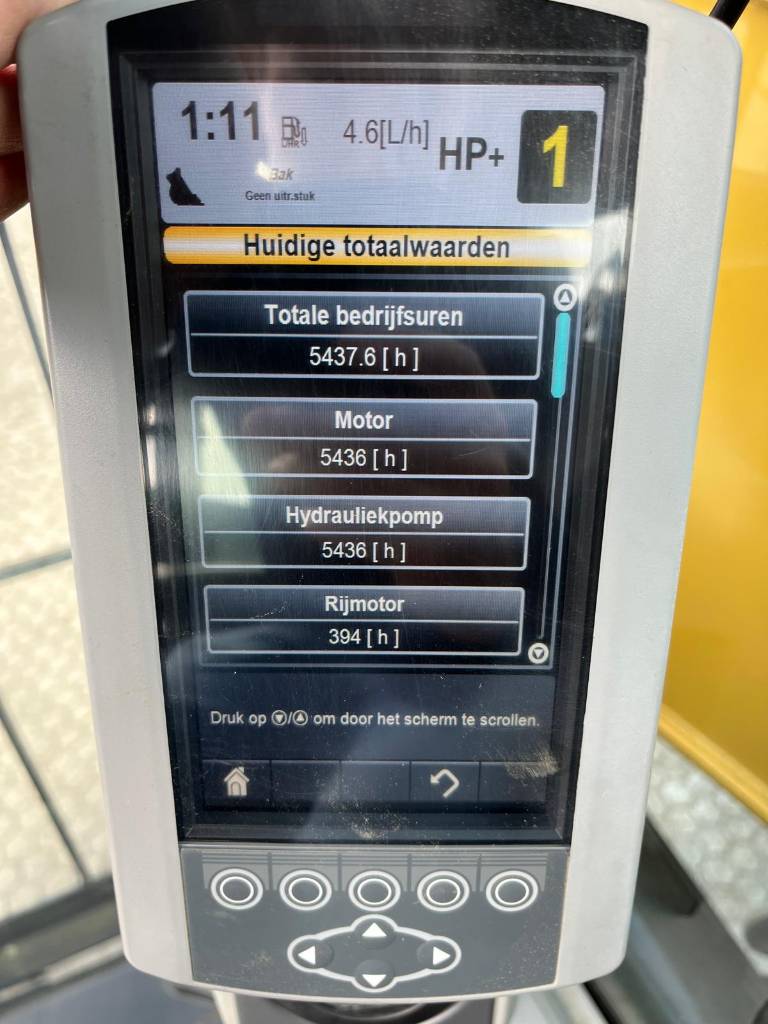 1:11 4.6[L/h] HP+ 1
Bak
Geen uitr.stuk
Huidige totaalwaarden
Totale bedrijfsuren
5437.6 [ h ]
Motor
5436 [ h ]
Hydrauliekpomp
5436 [ h ]
Rijmotor
394 [ h ]
Druk op ▼/▲ om door het scherm te scrollen.